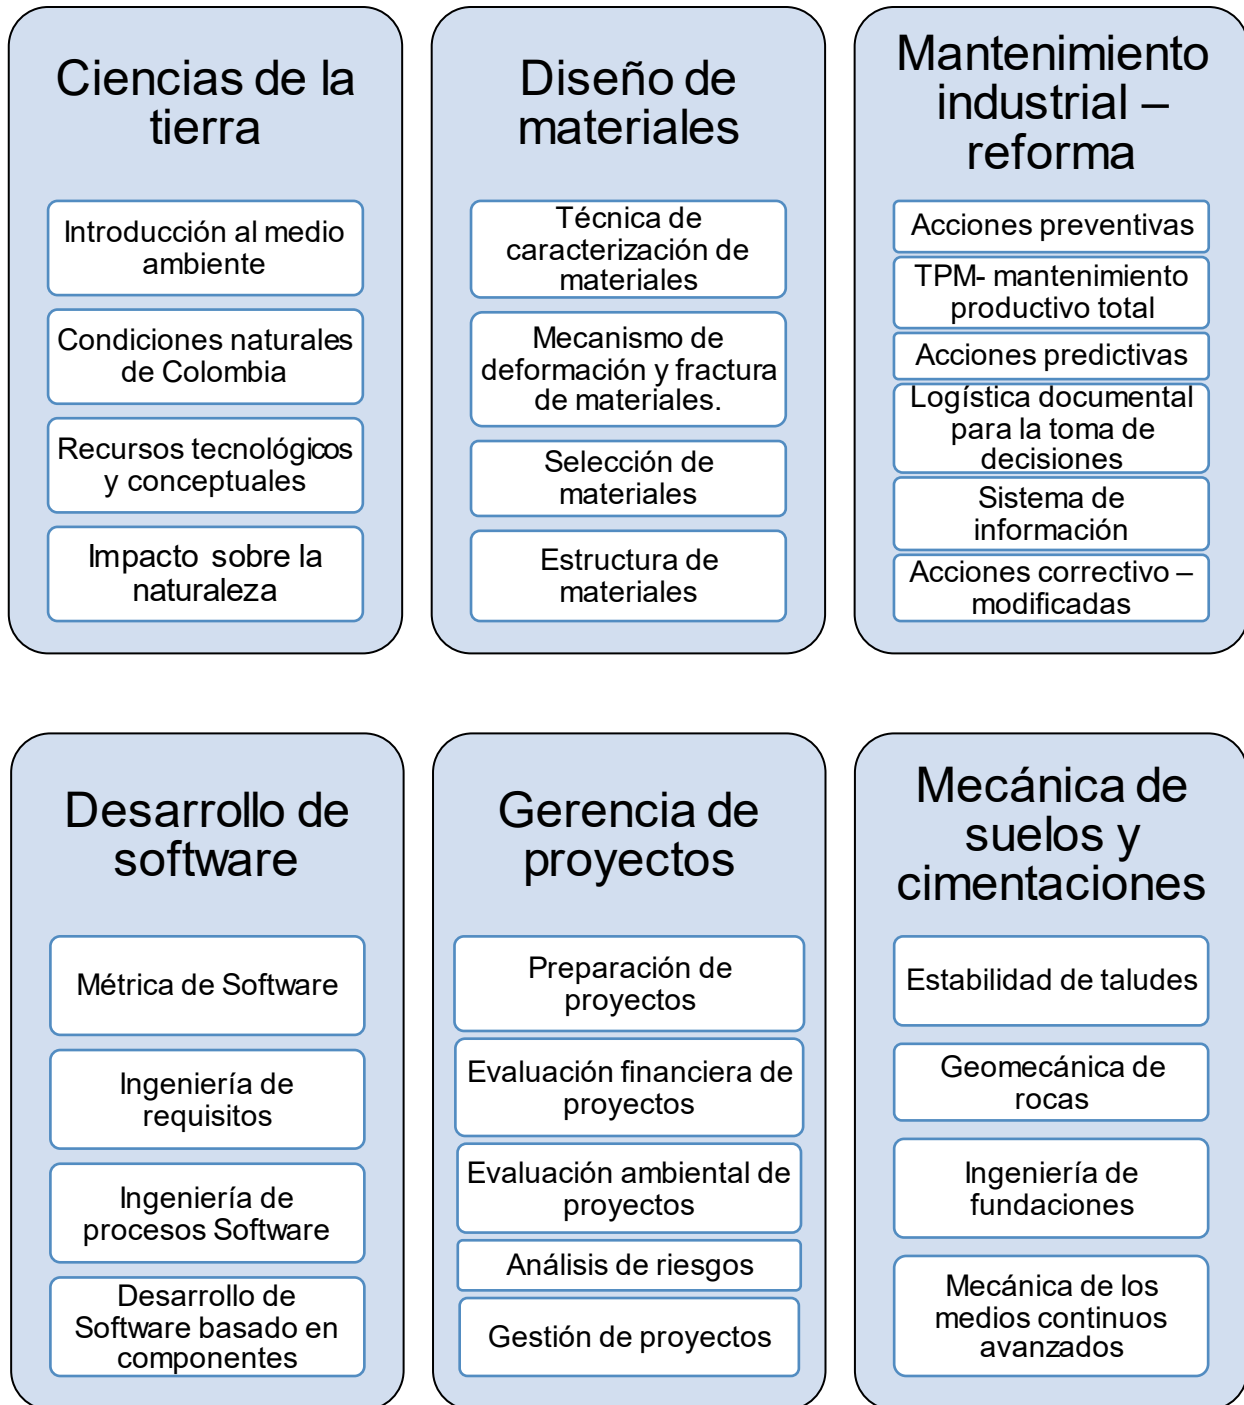 Ciencias de la
tierra
Introducción al medio
ambiente
Condiciones naturales
de Colombia
Recursos tecnológicos
y conceptuales
Impacto sobre la
naturaleza
Diseño de
materiales
Técnica de
caracterización de
materiales
Mecanismo de
deformación y fractura
de materiales.
Selección de
materiales
Estructura de
materiales
Mantenimiento
industrial –
reforma
Acciones preventivas
TPM- mantenimiento
productivo total
Acciones predictivas
Logística documental
para la toma de
decisiones
Sistema de
información
Acciones correctivo –
modificadas
Desarrollo de
software
Métrica de Software
Ingeniería de
requisitos
Ingeniería de
procesos Software
Desarrollo de
Software basado en
componentes
Gerencia de
proyectos
Preparación de
proyectos
Evaluación financiera de
proyectos
Evaluación ambiental de
proyectos
Análisis de riesgos
Gestión de proyectos
Mecánica de
suelos y
cimentaciones
Estabilidad de taludes
Geomecánica de
rocas
Ingeniería de
fundaciones
Mecánica de los
medios continuos
avanzados